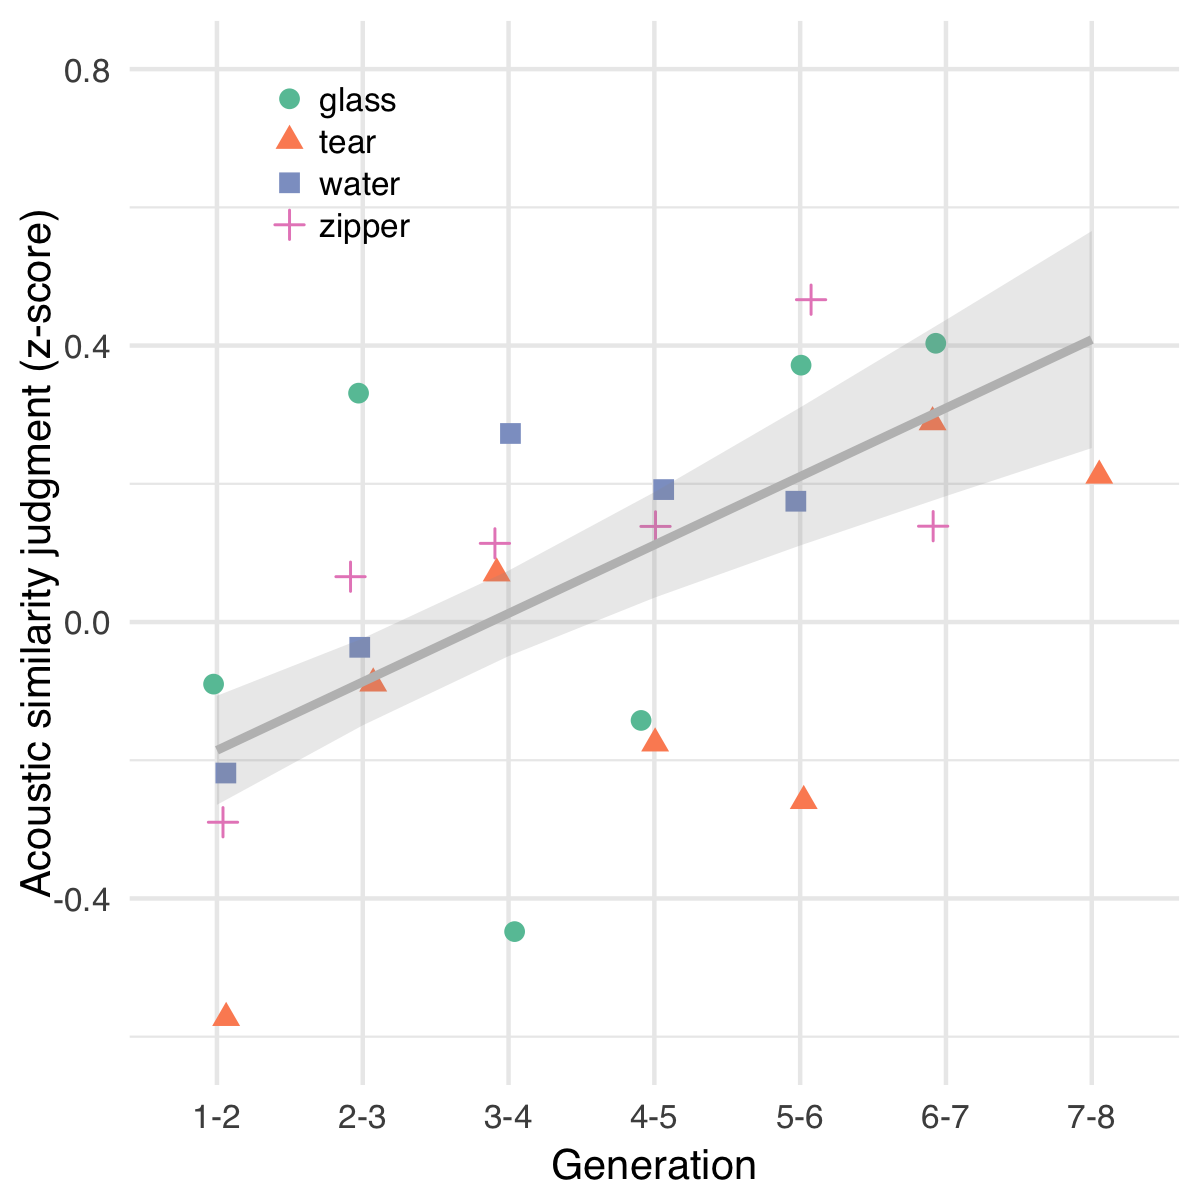 0.8
0.4
0.0
-0.4
Acoustic similarity judgment (z-score)
glass
tear
water
zipper
1-2 2-3 3-4 4-5 5-6 6-7 7-8
Generation